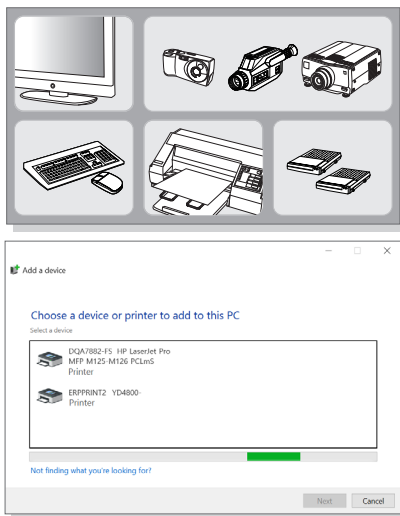 Add a device
Choose a device or printer to add to this PC
Select a device
DQA7882-F5 HP LaserJet Pro
MFP M125-M126 PCLmS
Printer
ERPPRINT2 YD4800-
Printer
Not finding what you're looking for?
Next
Cancel